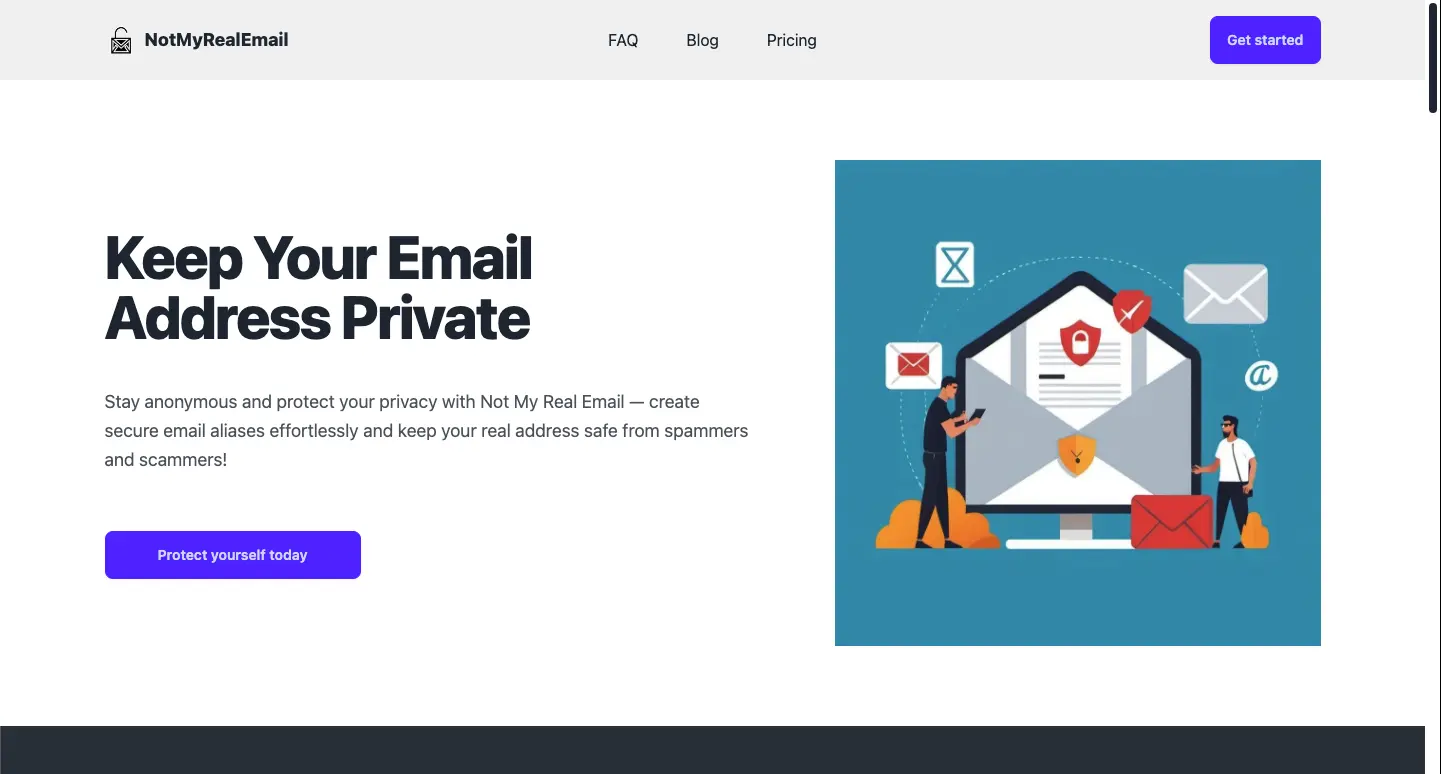 NotMyRealEmail
FAQ
Blog
Pricing
Get started
Keep Your Email
Address Private
Stay anonymous and protect your privacy with Not My Real Email — create
secure email aliases effortlessly and keep your real address safe from spammers
and scammers!
Protect yourself today
@